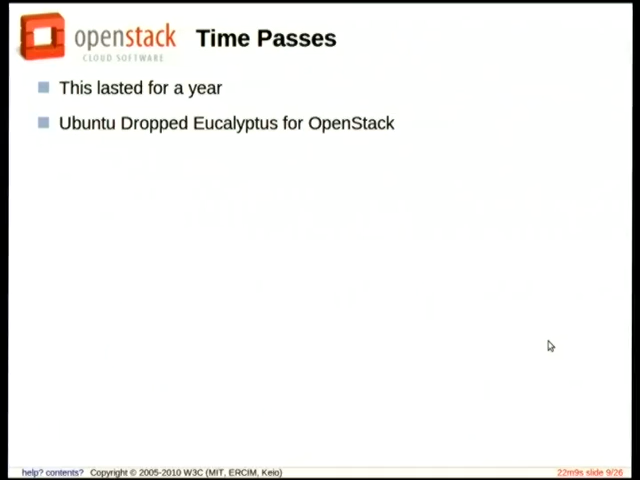 openstack
CLOUD SOFTWARE
Time Passes
This lasted for a year
Ubuntu Dropped Eucalyptus for OpenStack
help? contents? Copyright © 2005-2010 W3C (MIT, ERCIM, Keio)
22m9s slide 9/26